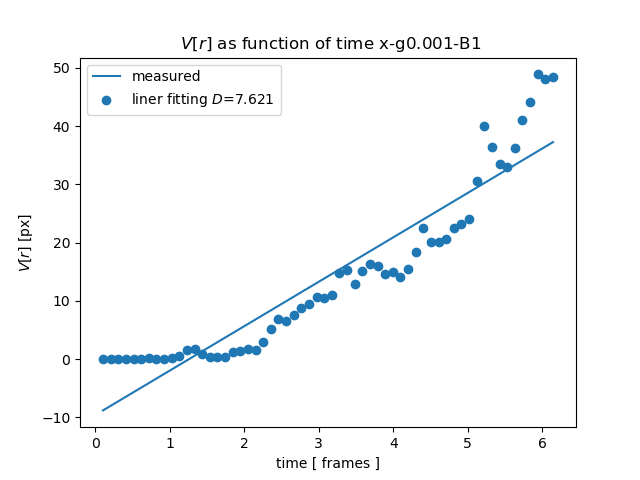 V[r] as function of time x-g0.001-B1
measured
liner fitting D=7.621
50
40
30
20
10
0
−10
V[r] [px]
0 1 2 3 4 5 6
time [ frames ]